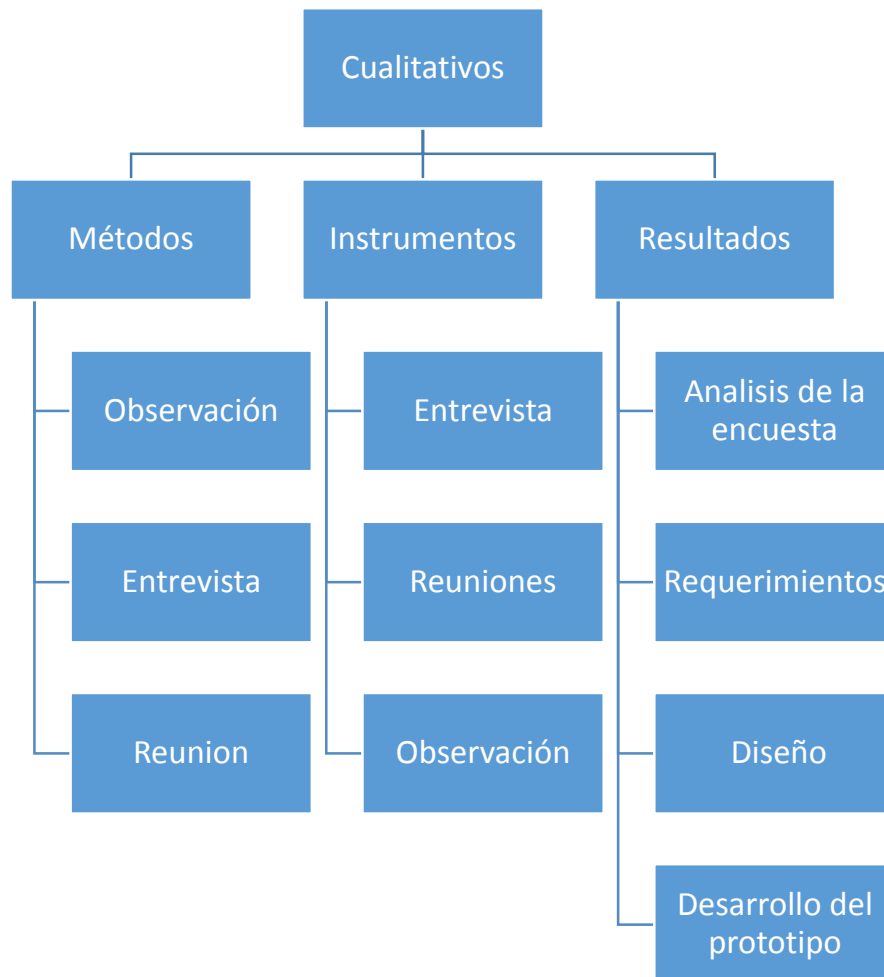 Cualitativos
Métodos
Instrumentos
Resultados
Observación
Entrevista
Analisis de la
encuesta
Entrevista
Reuniones
Requerimientos
Reunion
Observación
Diseño
Desarrollo del
prototipo